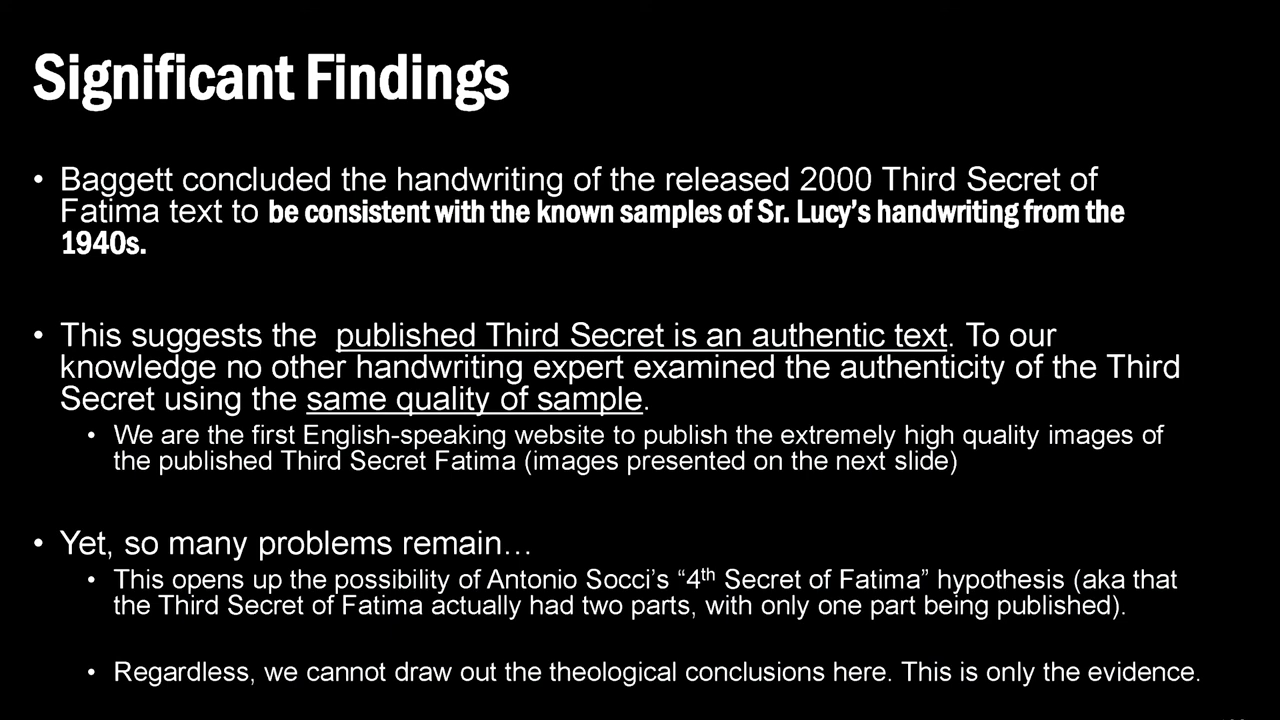 Significant Findings
• Baggett concluded the handwriting of the released 2000 Third Secret of
Fatima text to be consistent with the known samples of Sr. Lucy's handwriting from the
1940s.
• This suggests the published Third Secret is an authentic text. To our
knowledge no other handwriting expert examined the authenticity of the Third
Secret using the same quality of sample.
• We are the first English-speaking website to publish the extremely high quality images of
the published Third Secret Fatima (images presented on the next slide)
• Yet, so many problems remain…
• This opens up the possibility of Antonio Socci's “4th Secret of Fatima” hypothesis (aka that
the Third Secret of Fatima actually had two parts, with only one part being published).
• Regardless, we cannot draw out the theological conclusions here. This is only the evidence.